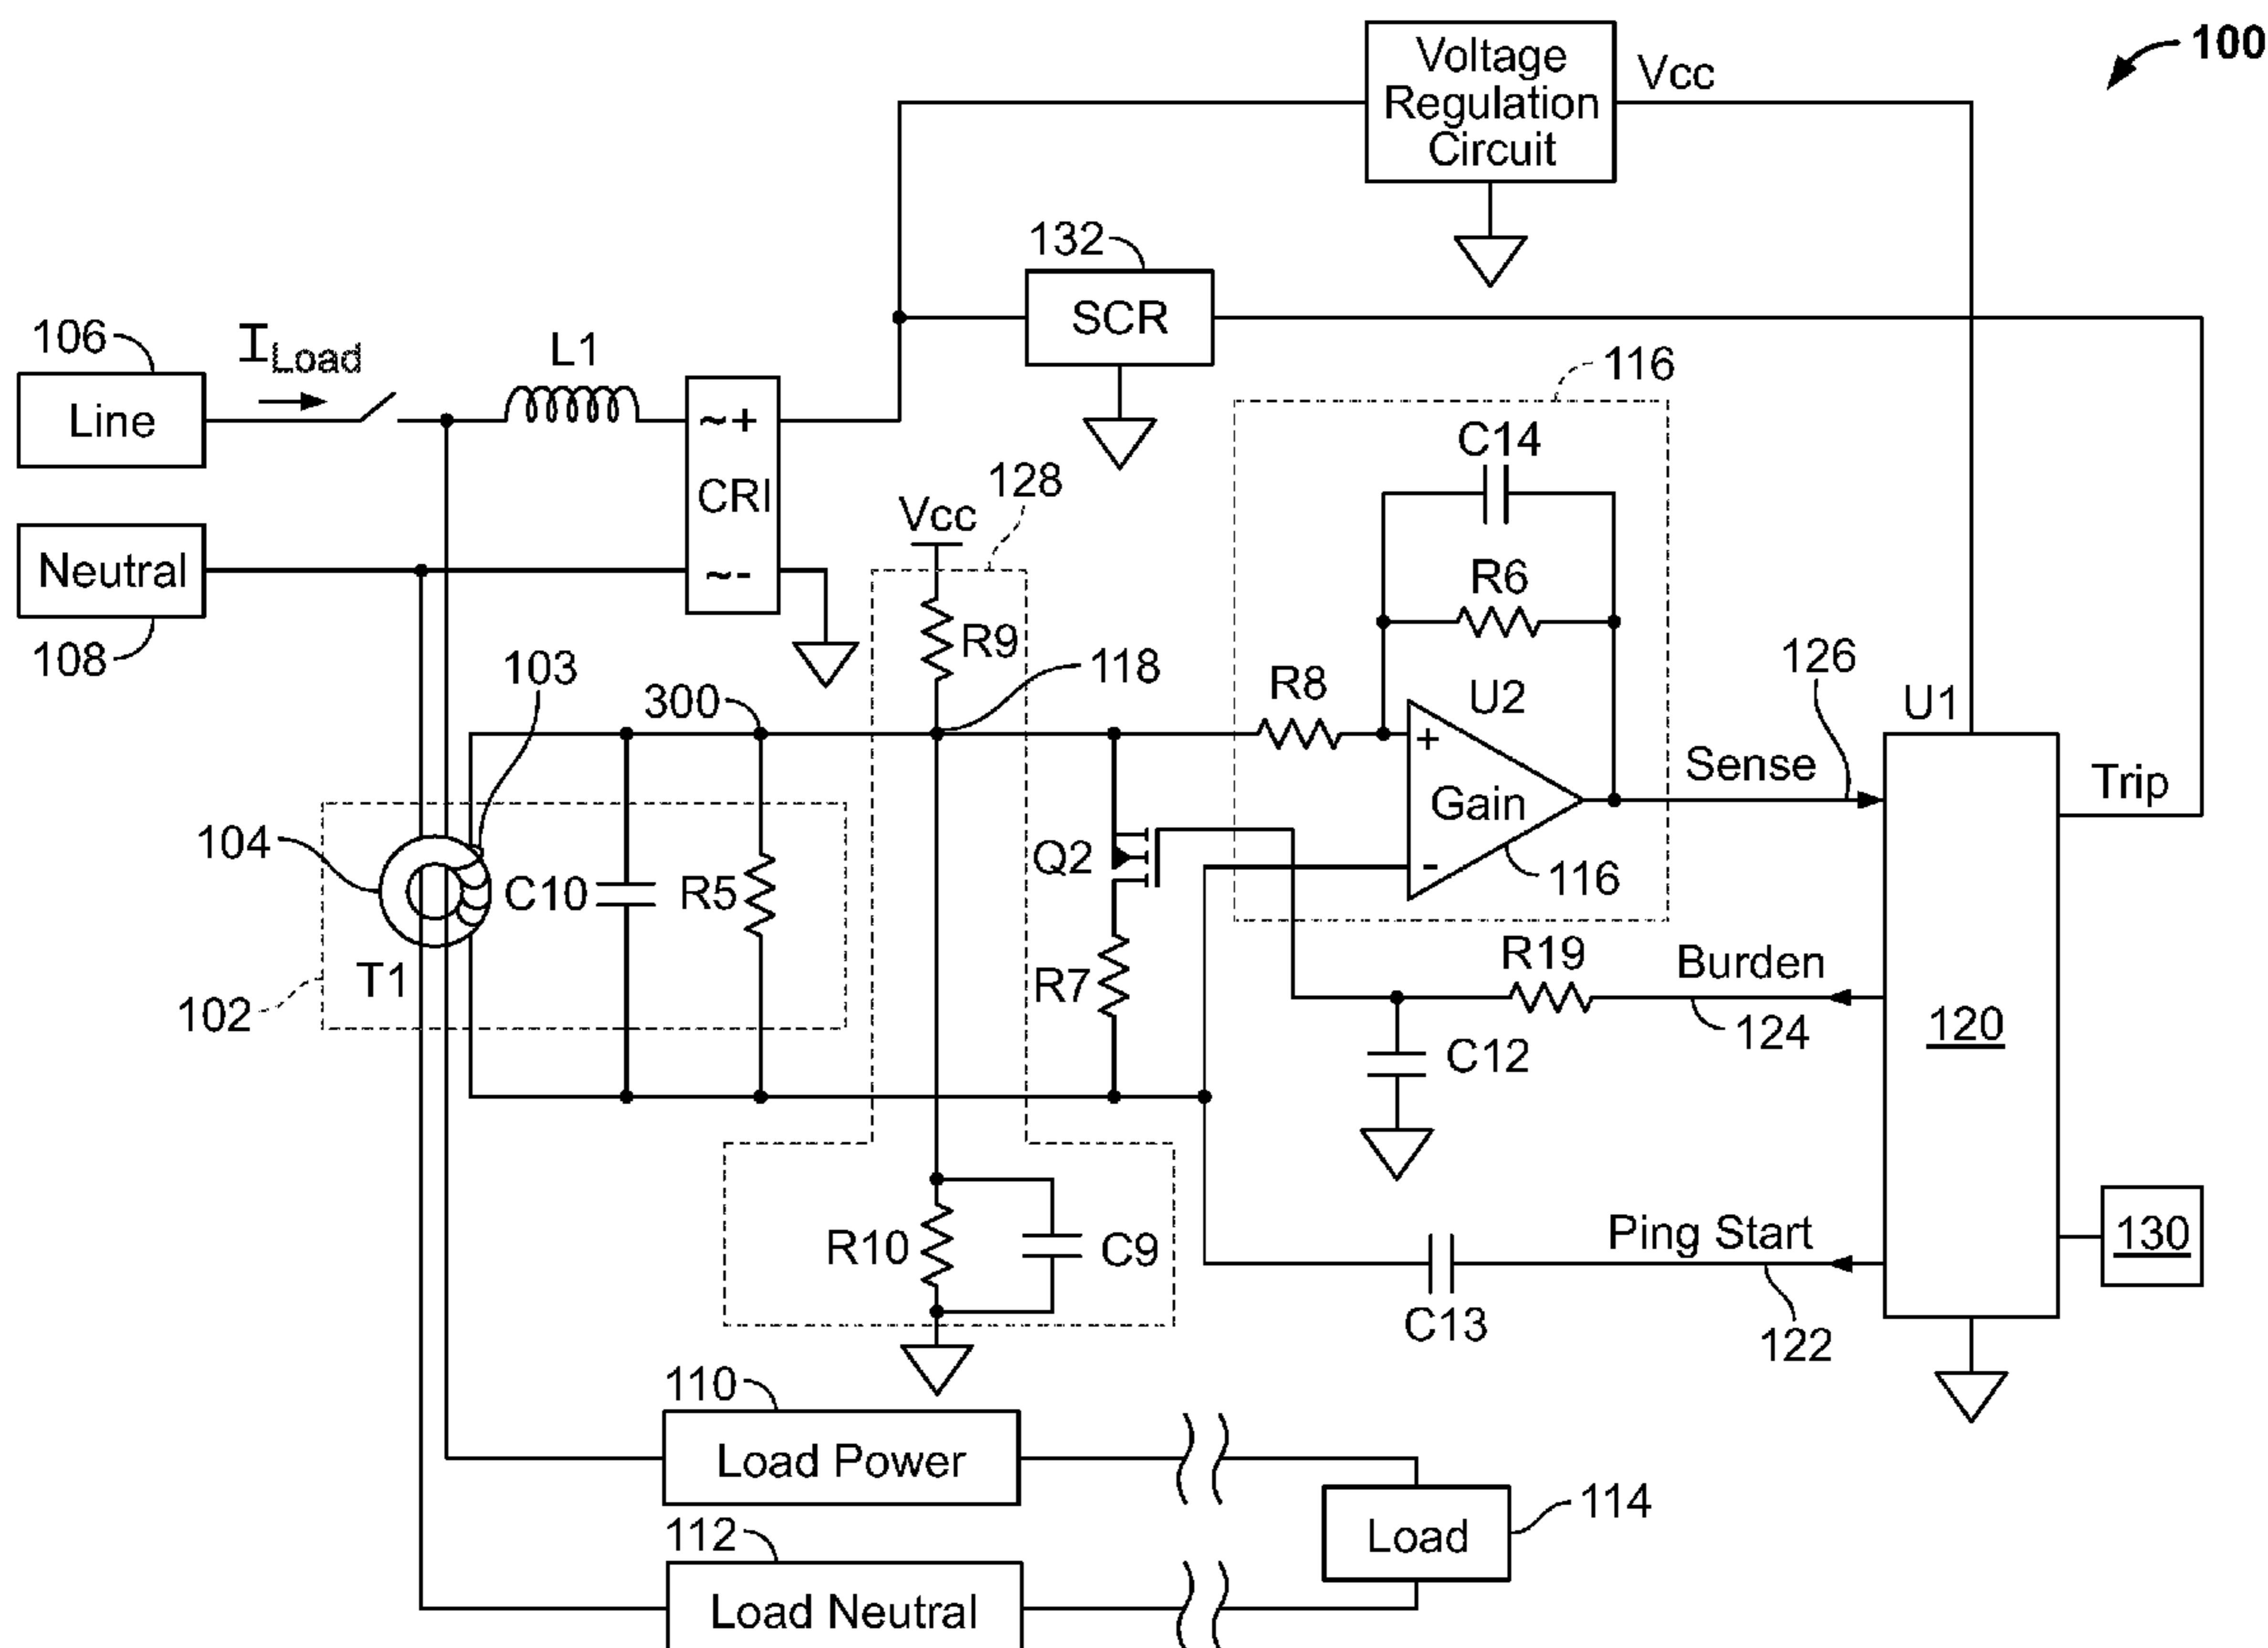 100
Voltage
Regulation
Circuit
Vcc
132
SCR
106
Line
I Load
L1
~+
CRI
~-
116
C14
128
Vcc
R6
Neutral
108
103
R9
118
300
R8
U2
126
U1
+
Gain
-
Sense
Trip
104
C10
R5
Q2
116
T1
102
R7
R19
Burden
124
120
C12
R10
C9
Ping Start
130
C13
122
110
Load Power
114
Load
112
Load Neutral